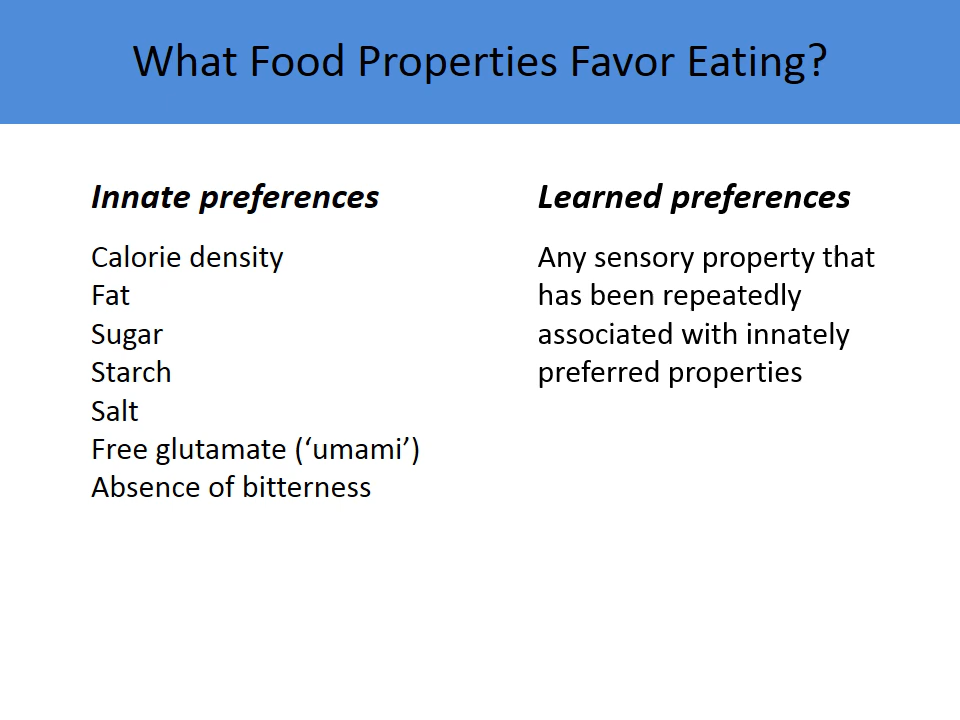 What Food Properties Favor Eating?
Innate preferences
Calorie density
Fat
Sugar
Starch
Salt
Free glutamate (‘umami’)
Absence of bitterness
Learned preferences
Any sensory property that
has been repeatedly
associated with innately
preferred properties